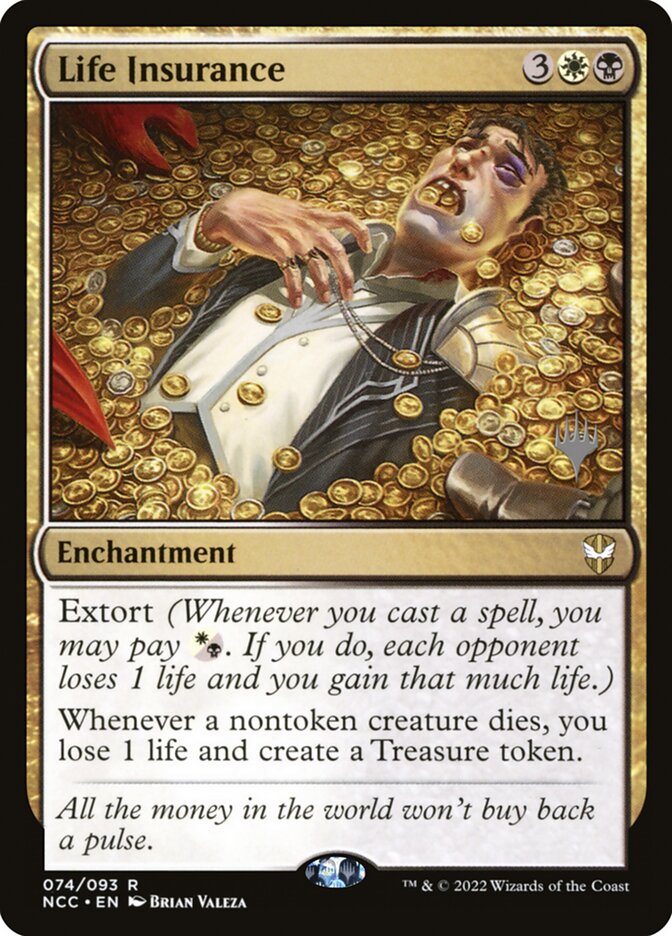 Life Insurance 3
Enchantment
Extort (Whenever you cast a spell, you
may pay . If you do, each opponent
loses 1 life and you gain that much life.)
Whenever a nontoken creature dies, you
lose 1 life and create a Treasure token.
All the money in the world won't buy back
a pulse.
074/093 R
NCC • EN Brian Valeza
™ & © 2022 Wizards of the Coast